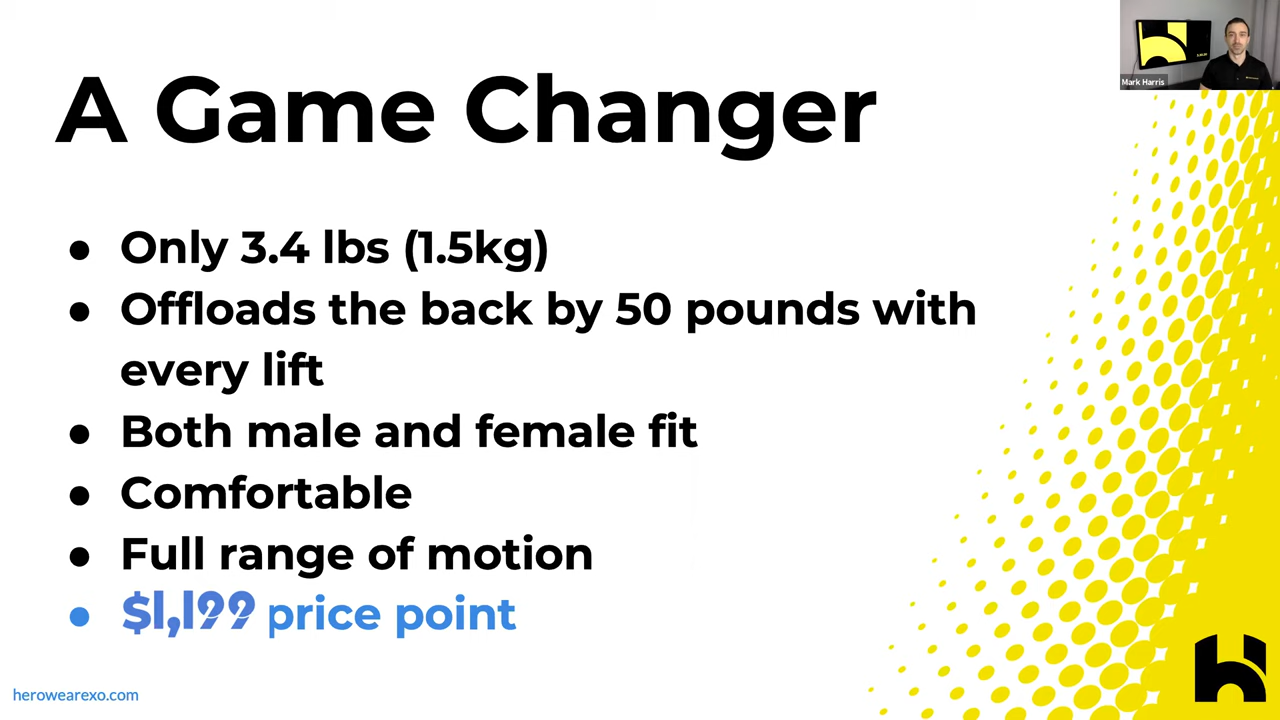 A Game Changer
Mark Harris
● Only 3.4 lbs (1.5kg)
● Offloads the back by 50 pounds with
every lift
● Both male and female fit
● Comfortable
● Full range of motion
● $1,199 price point
herowearexo.com